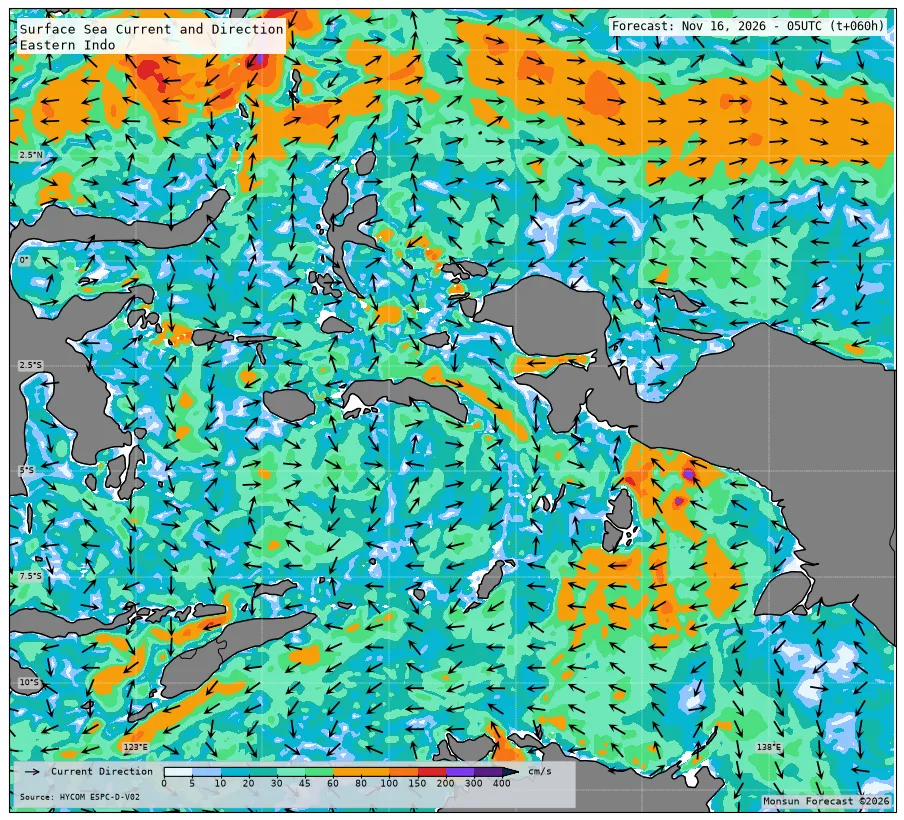 Surface Sea Current and Direction
Eastern Indo
Forecast: Nov 16, 2026 - 05UTC (t+060h)
2.5°N
0°
2.5°S
5°S
7.5°S
10°S
123°E
138°E
Current Direction
0 5 10 20 30 45 60 80 100 150 200 300 400
cm/s
Source: HYCOM ESPC-D-V02
Monsun Forecast ©2026